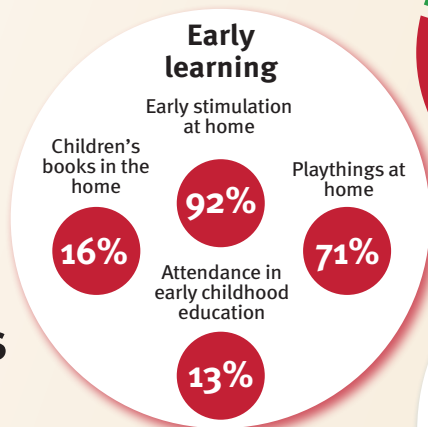 Early
learning
Early stimulation
at home
92%
Children’s
books in the
home
16%
Playthings at
home
71%
Attendance in
early childhood
education
13%
s